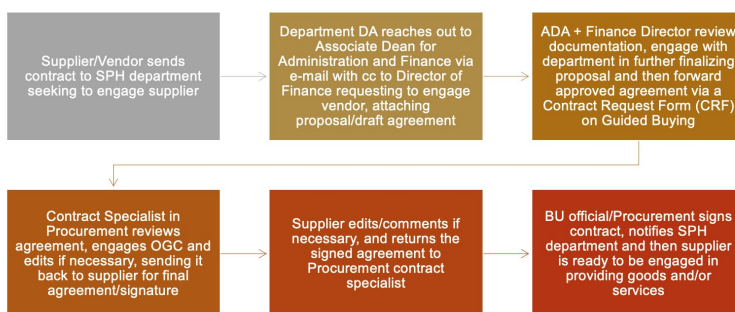 Supplier/Vendor sends
contract to SPH department
seeking to engage supplier
Department DA reaches out to
Associate Dean for
Administration and Finance via
e-mail with cc to Director of
Finance requesting to engage
vendor, attaching
proposal/draft agreement
ADA + Finance Director review
documentation, engage with
department in further finalizing
proposal and then forward
approved agreement via a
Contract Request Form (CRF)
on Guided Buying
Contract Specialist in
Procurement reviews
agreement, engages OGC and
edits if necessary, sending it
back to supplier for final
agreement/signature
Supplier edits/comments if
necessary, and returns the
signed agreement to
Procurement contract
specialist
BU official/Procurement signs
contract, notifies SPH
department and then supplier
is ready to be engaged in
providing goods and/or
services